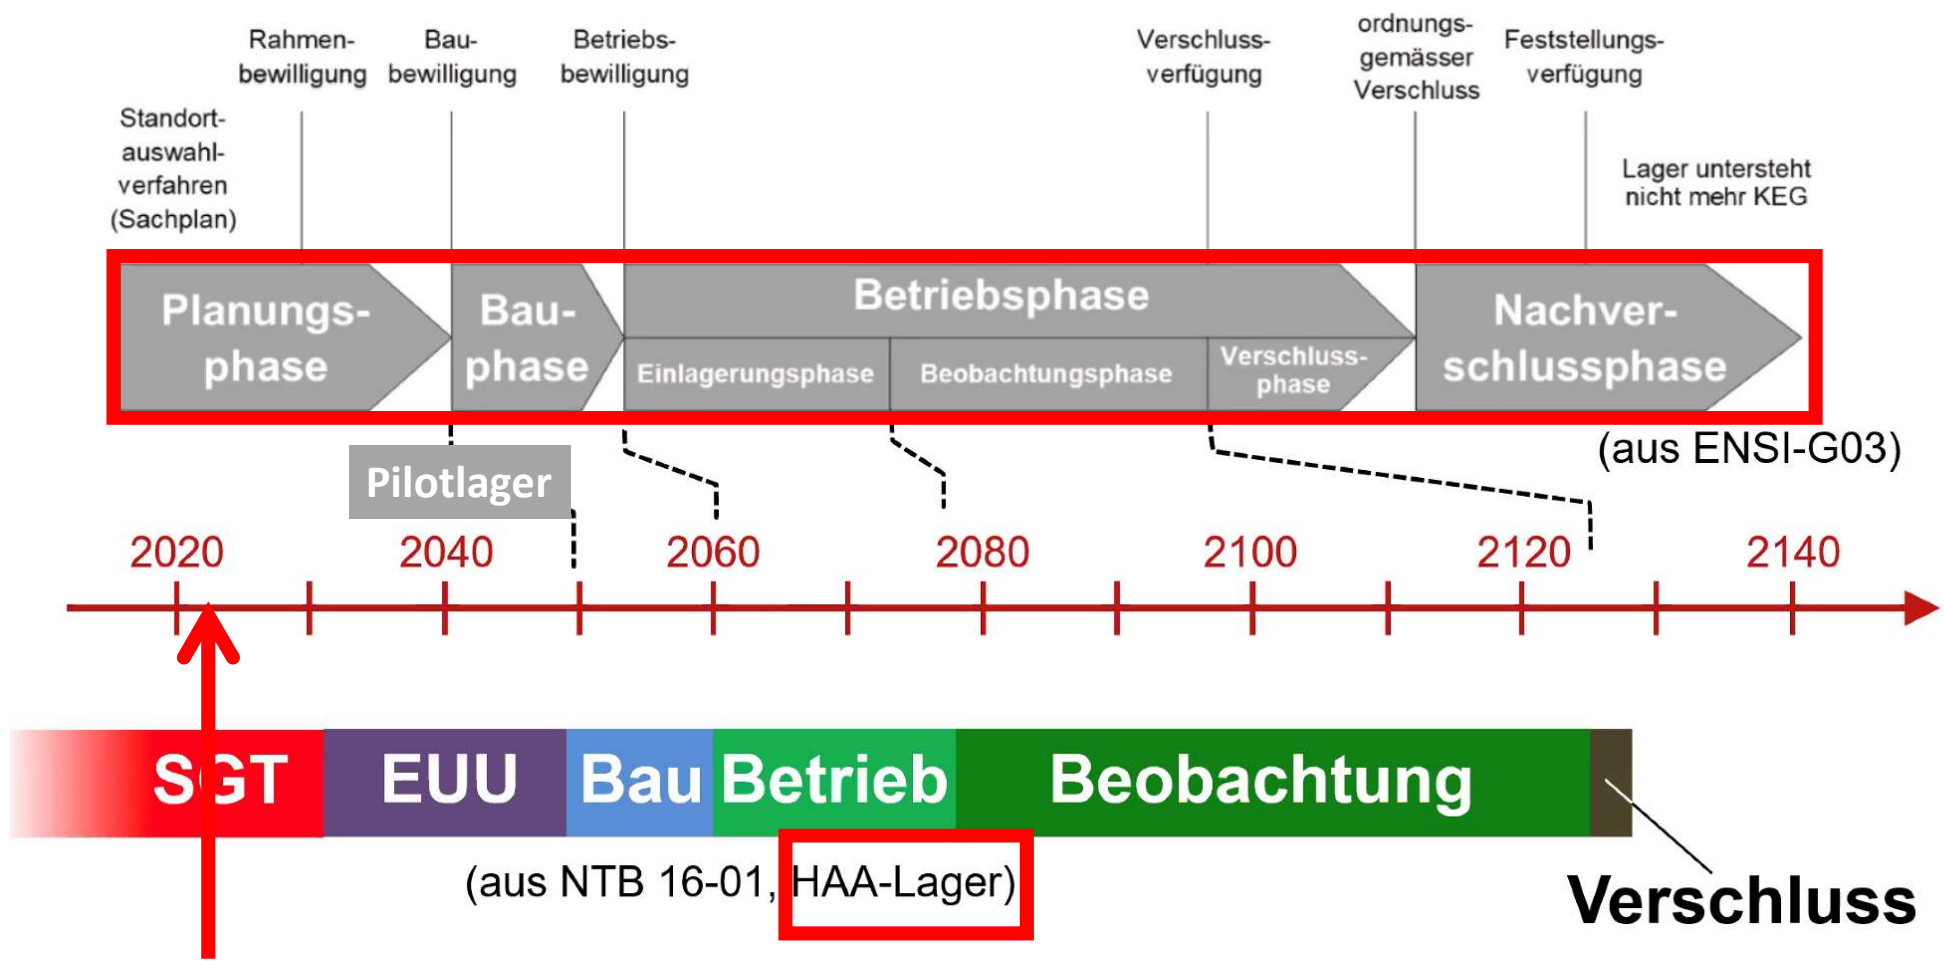 Rahmen-
bewilligung
Bau-
bewilligung
Betriebs-
bewilligung
Verschluss-
verfügung
ordnungs-
gemässer
Verschluss
Feststellungs-
verfügung
Standort-
auswahl-
verfahren
(Sachplan)
Lager untersteht
nicht mehr KEG
Planungs-
phase
Bau-
phase
Betriebsphase
Einlagerungsphase
Beobachtungsphase
Verschluss-
phase
Nachver-
schlussphase
(aus ENSI-G03)
Pilotlager
2020
2040
2060
2080
2100
2120
2140
SGT
EUU
Bau
Betrieb
Beobachtung
(aus NTB 16-01, HAA-Lager)
Verschluss